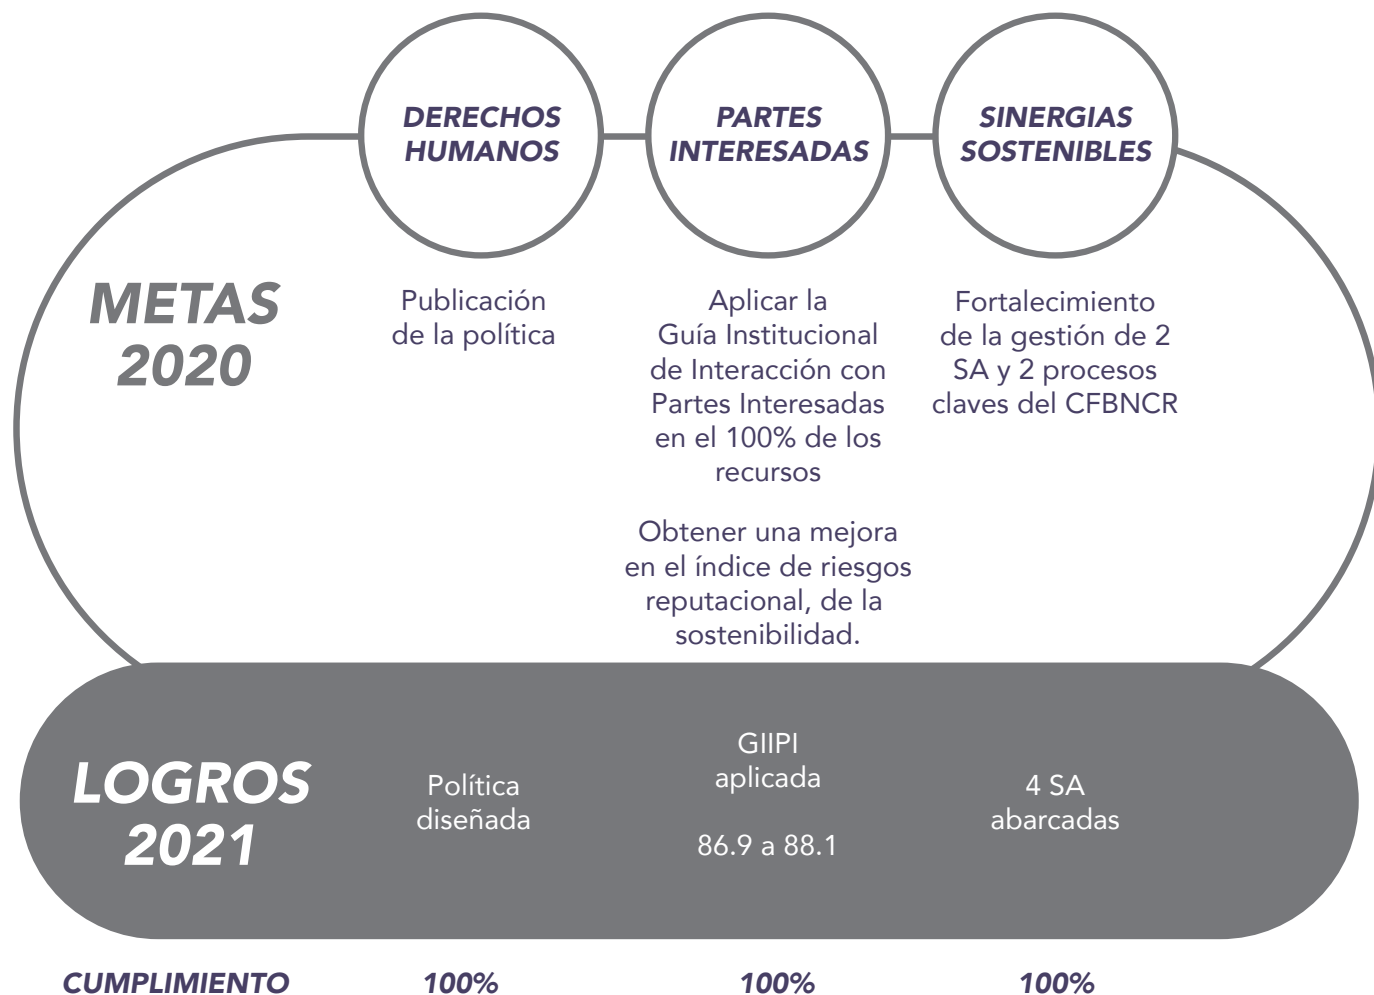 DERECHOS
HUMANOS
PARTES
INTERESADAS
SINERGIAS
SOSTENIBLES
METAS
2020
Publicación
de la política
Aplicar la
Guía Institucional
de Interacción con
Partes Interesadas
en el 100% de los
recursos
Obtener una mejora
en el índice de riesgos
reputacional, de la
sostenibilidad.
Fortalecimiento
de la gestión de 2
SA y 2 procesos
claves del CFBNCR
LOGROS
2021
Política
diseñada
GIIPI
aplicada
86.9 a 88.1
4 SA
abarcadas
CUMPLIMIENTO 100% 100% 100%